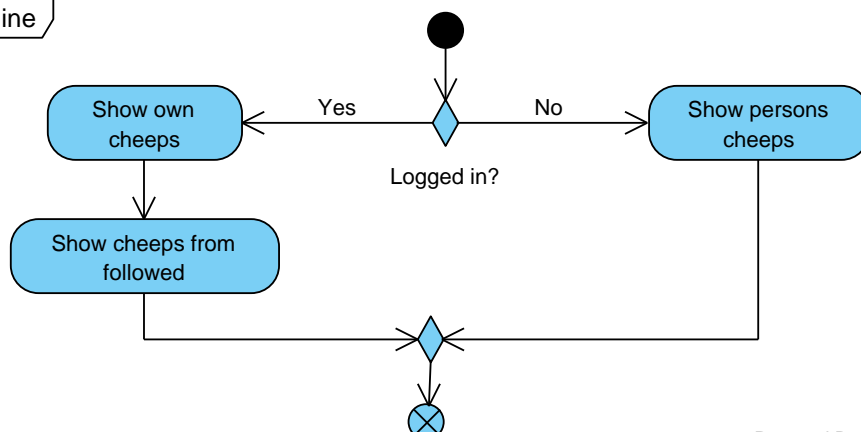 ine
Yes
No
Show own
cheeps
Show persons
cheeps
Logged in?
Show cheeps from
followed